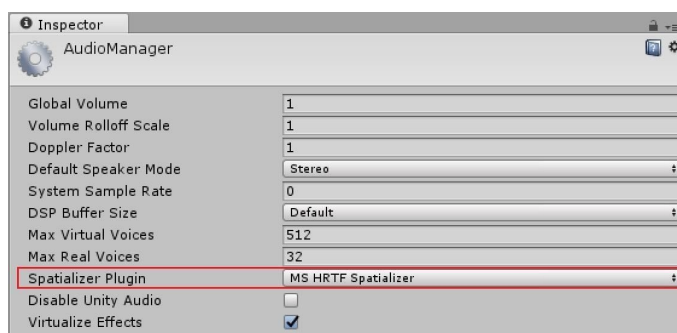 Inspector
AudioManager
Global Volume 1
Volume Rolloff Scale 1
Doppler Factor 1
Default Speaker Mode Stereo
System Sample Rate 0
DSP Buffer Size Default
Max Virtual Voices 512
Max Real Voices 32
Spatializer Plugin MS HRTF Spatializer
Disable Unity Audio
Virtualize Effects